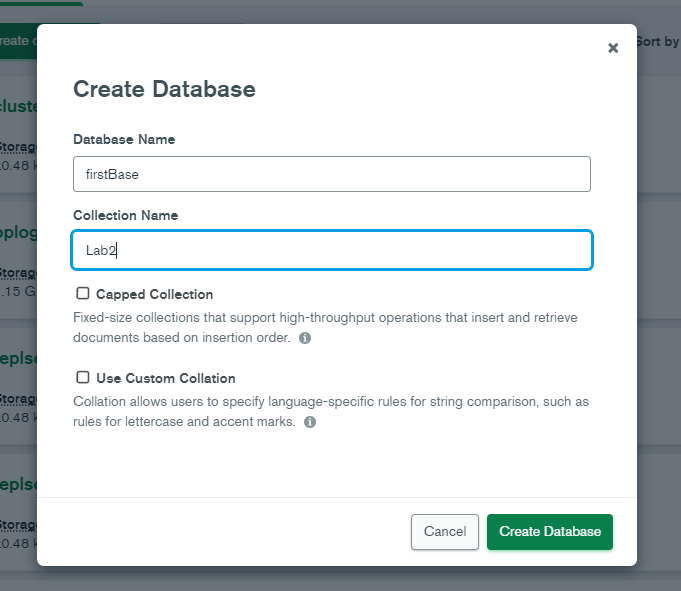 reate
Sort by
×
Create Database
Database Name
firstBase
Collection Name
Lab2
Capped Collection
Fixed-size collections that support high-throughput operations that insert and retrieve
documents based on insertion order.
Use Custom Collation
Collation allows users to specify language-specific rules for string comparison, such as
rules for lettercase and accent marks.
Cancel
Create Database
cluste
Storag
0.48
oplog
Storag
.15 G
eplse
Storag
0.48
eplse
Storag
0.48